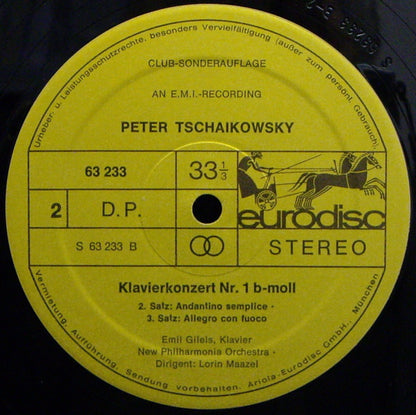 Urheber- u. Leistungsschutzrechte, besonders Vervielfältigung (außer zum persönl. Gebrauch),
CLUB-SONDERAUFLAGE
AN E.M.I.-RECORDING
PETER TSCHAIKOWSKY
63 233
33 1/3
2
D.P.
eurodisc
S 63 233 B
STEREO
Klavierkonzert Nr. 1 b-moll
2. Satz: Andantino semplice ·
3. Satz: Allegro con fuoco
Emil Gilels, Klavier
New Philharmonia Orchestra ·
Dirigent: Lorin Maazel
Vermietung, Aufführung, Sendung vorbehalten. Ariola-Eurodisc GmbH, München